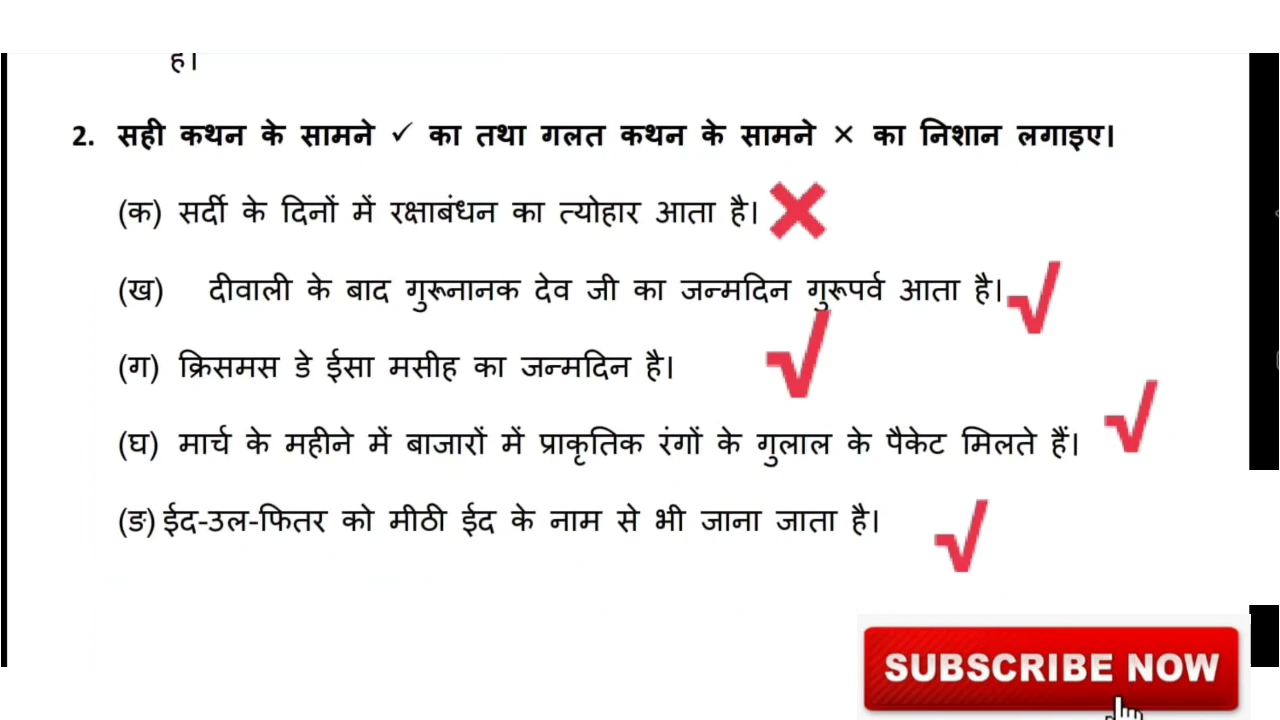 है।
2. सही कथन के सामने ✓ का तथा गलत कथन के सामने × का निशान लगाइए।
(क) सर्दी के दिनों में रक्षाबंधन का त्योहार आता है।
(ख) दीवाली के बाद गुरूनानक देव जी का जन्मदिन गुरूपर्व आता है।
(ग) क्रिसमस डे ईसा मसीह का जन्मदिन है।
(घ) मार्च के महीने में बाजारों में प्राकृतिक रंगों के गुलाल के पैकेट मिलते हैं।
(ङ) ईद-उल-फितर को मीठी ईद के नाम से भी जाना जाता है।
SUBSCRIBE NOW